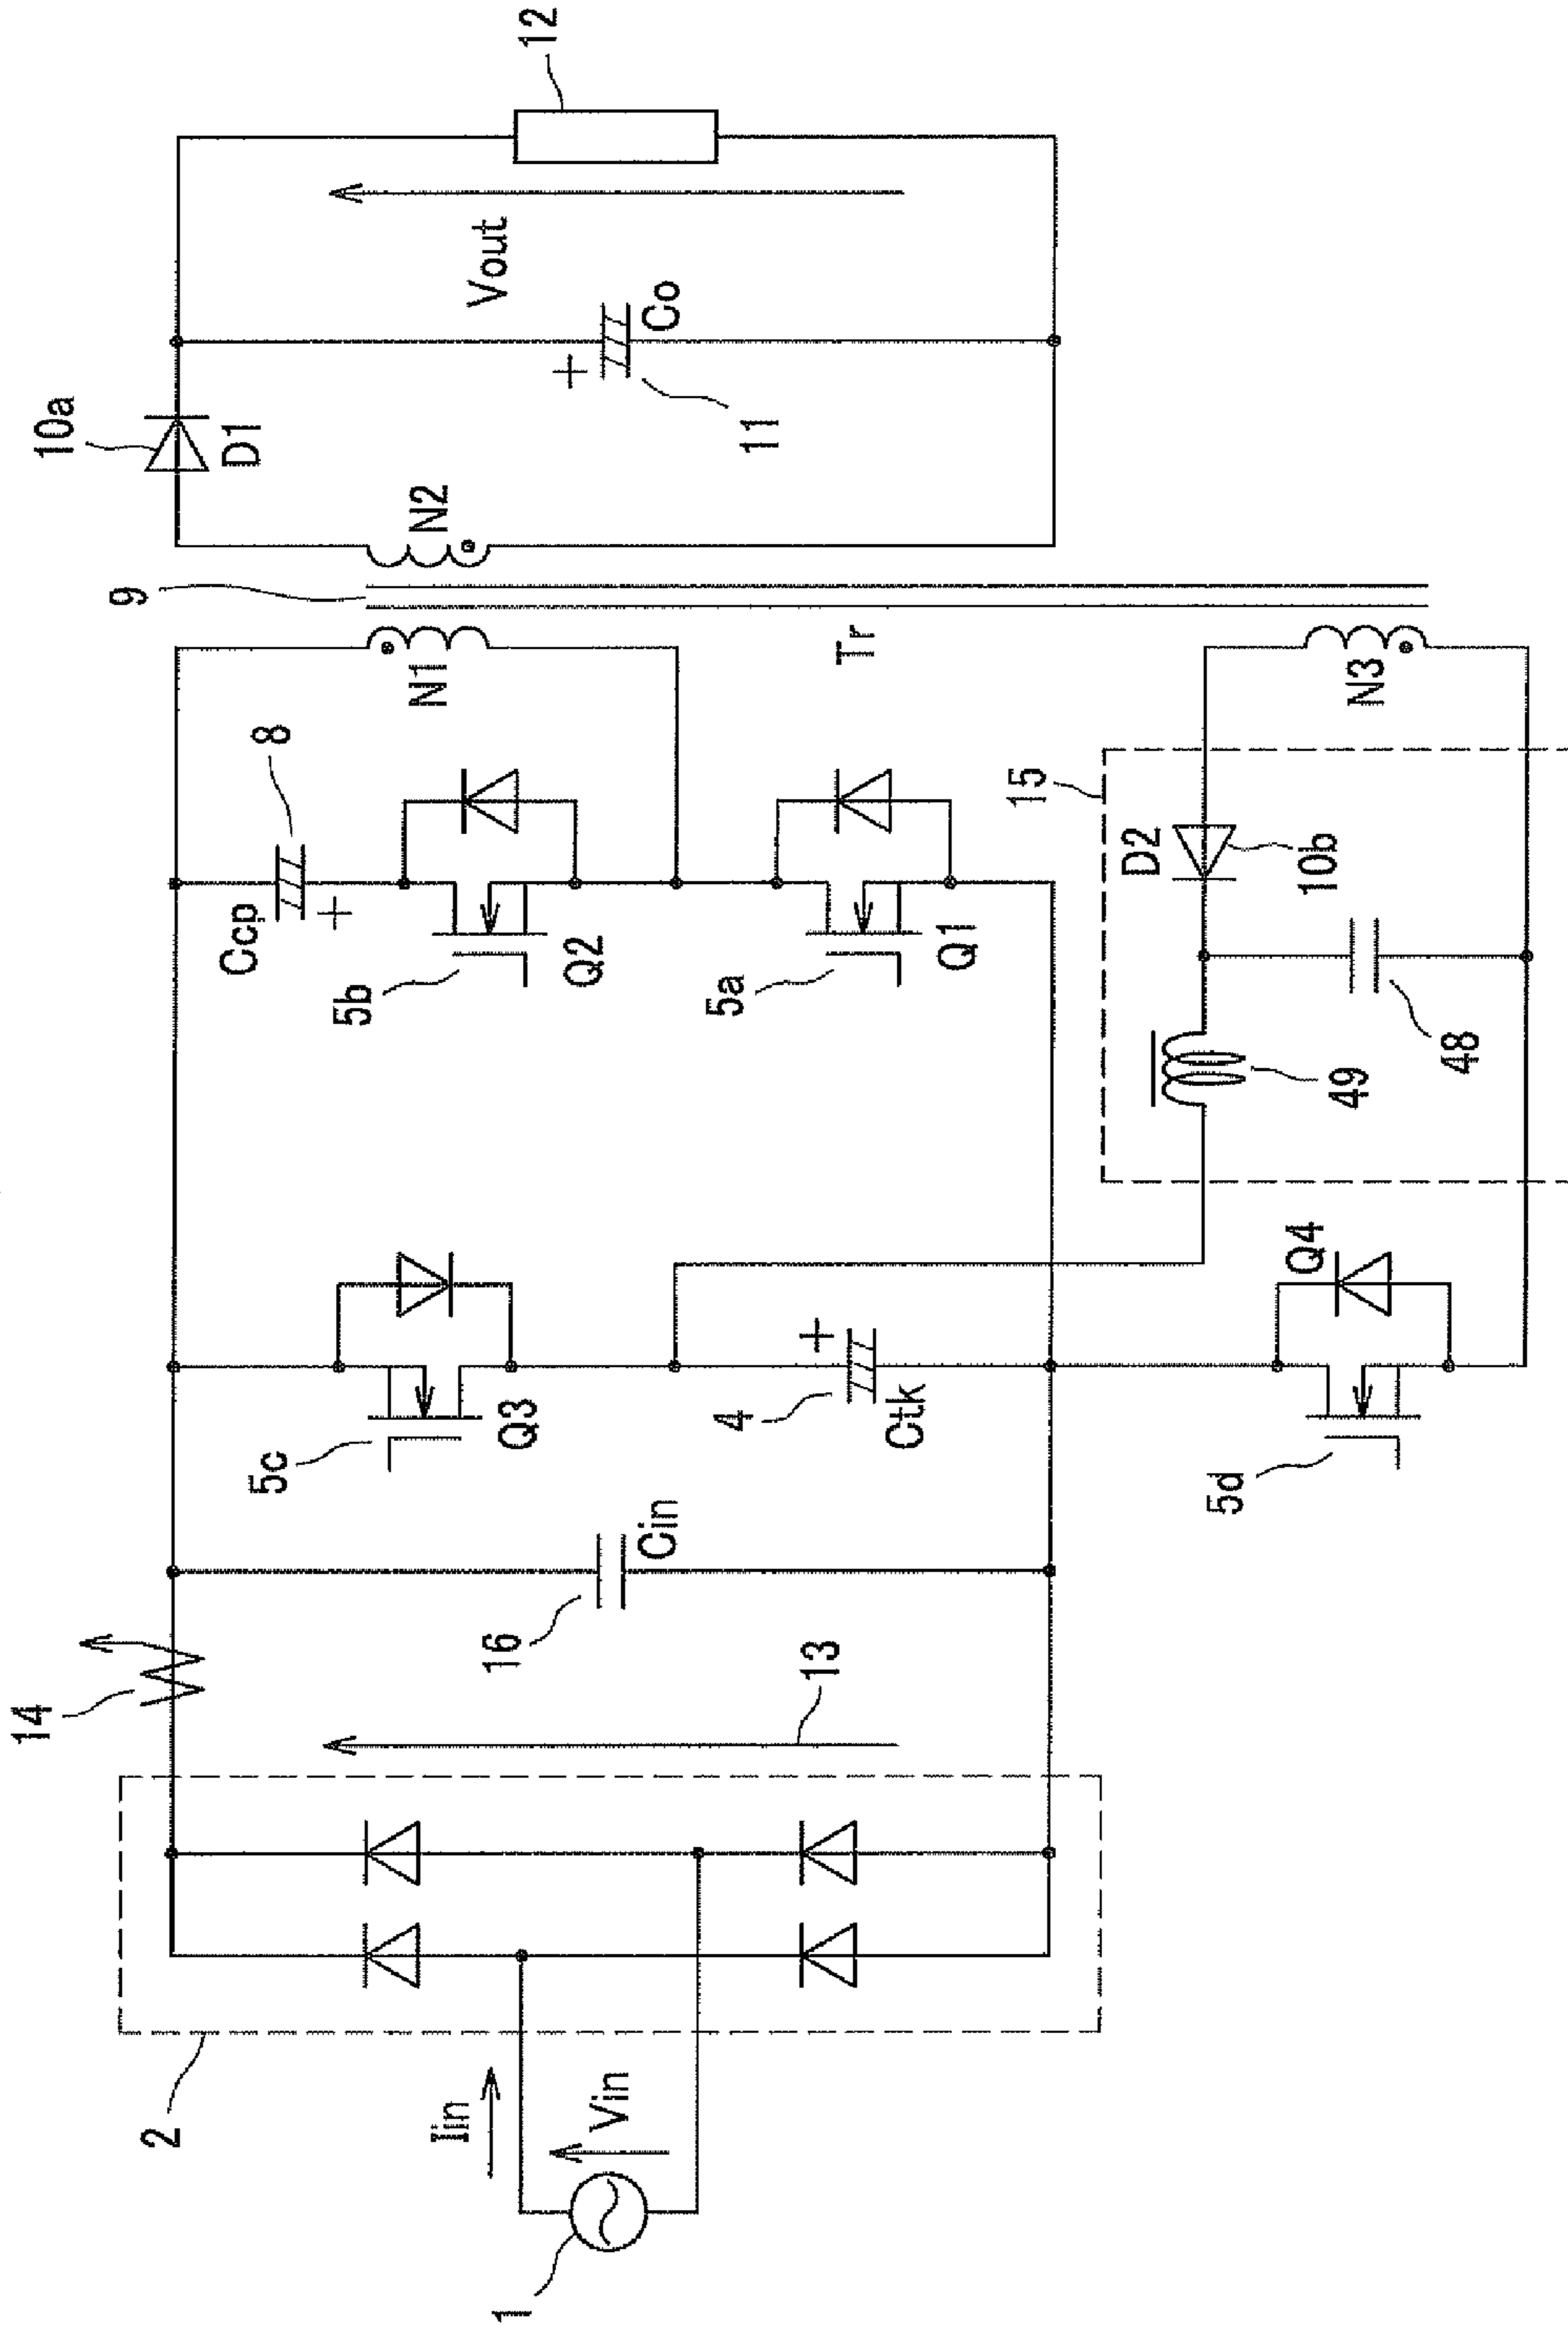 1
Vin
Iin
2
14
13
16
Cin
5c
Q3
4
Ctk
5d
Q4
Ccp
8
5b
Q2
5a
Q1
15
D2
10b
49
48
9
N1
Tr
N3
N2
10a
D1
11
Co
Vout
12